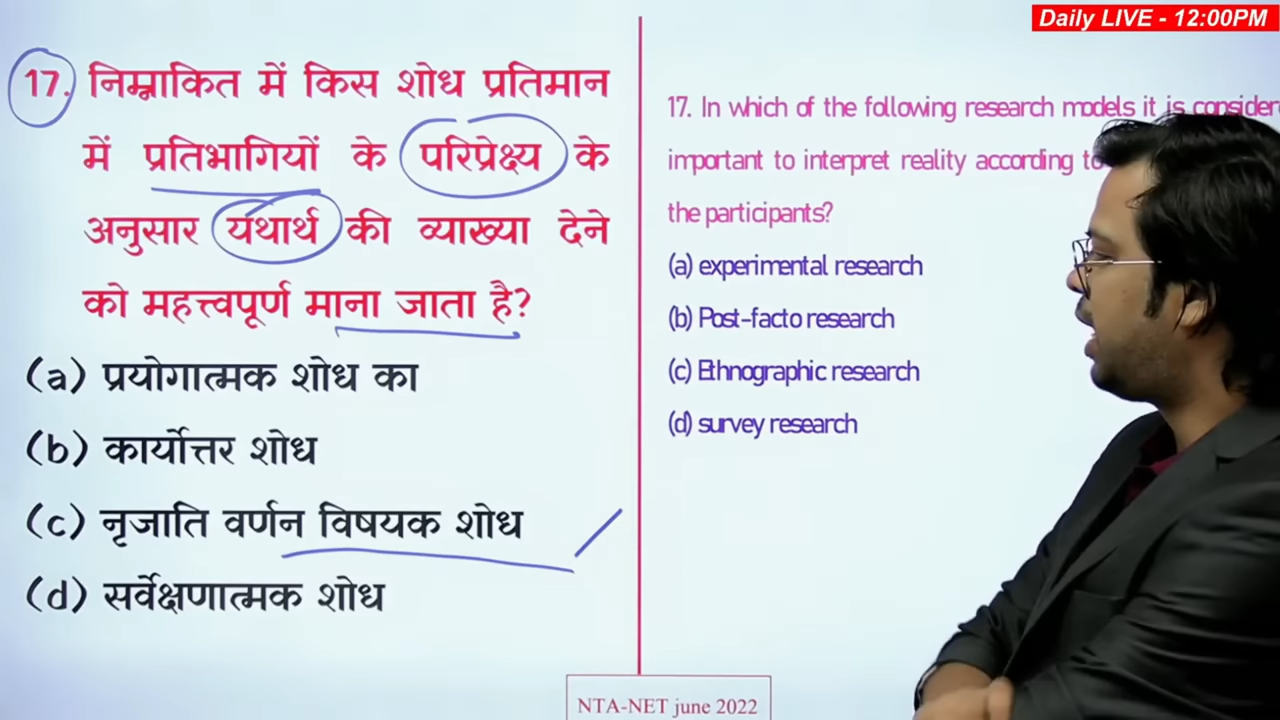 Daily LIVE - 12:00PM
17. निम्नाकित में किस शोध प्रतिमान
में प्रतिभागियों के परिप्रेक्ष्य के
अनुसार यथार्थ की व्याख्या देने
को महत्त्वपूर्ण माना जाता है?
(a) प्रयोगात्मक शोध का
(b) कार्योत्तर शोध
(c) नृजाति वर्णन विषयक शोध
(d) सर्वेक्षणात्मक शोध
17. In which of the following research models it is consider
important to interpret reality according to
the participants?
(a) experimental research
(b) Post-facto research
(c) Ethnographic research
(d) survey research
NTA-NET june 2022